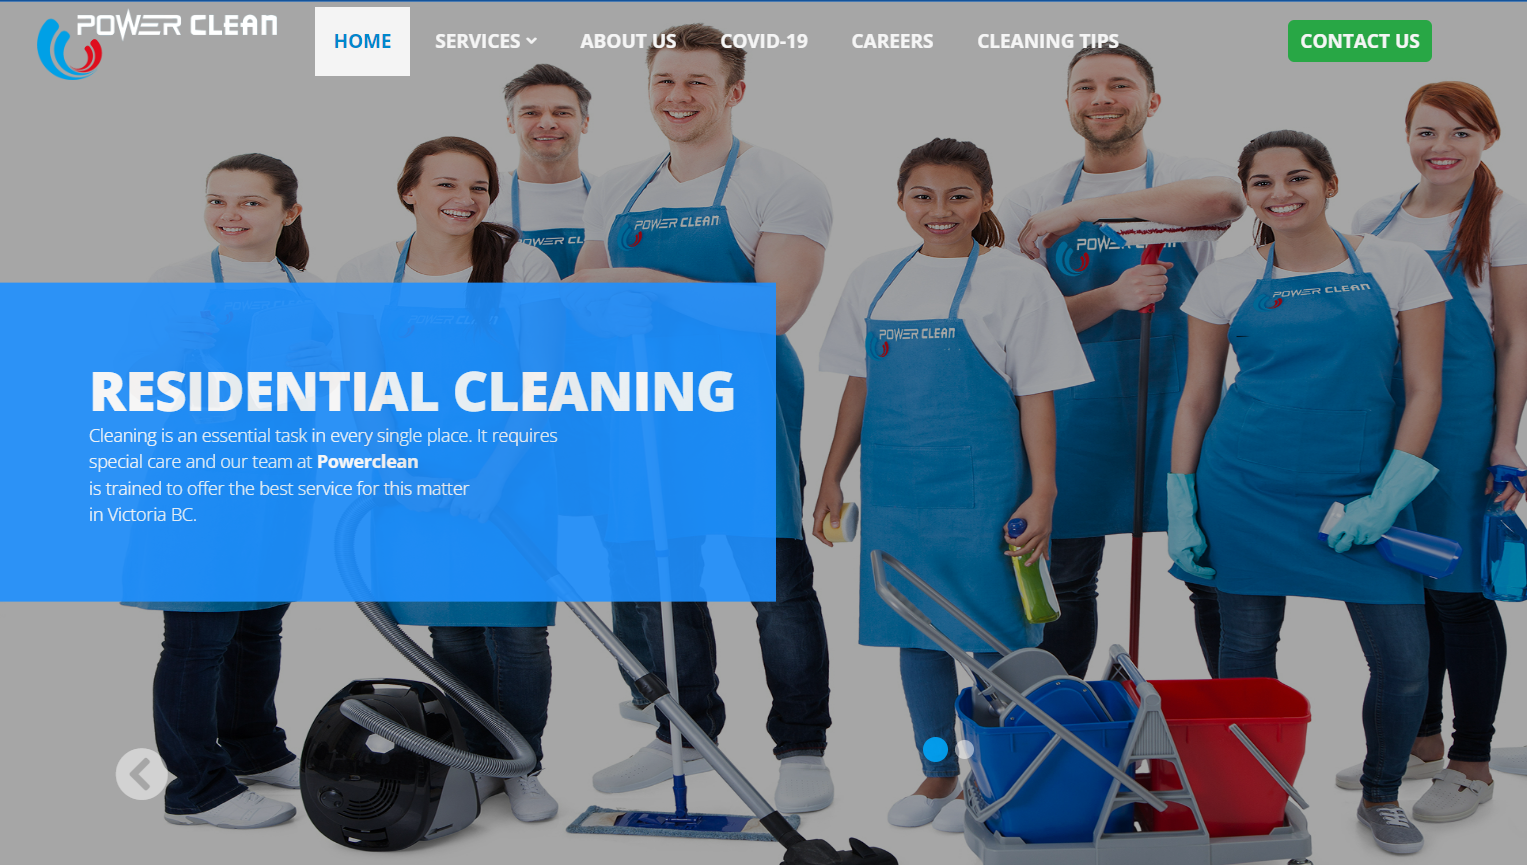 POWER CLEAN
HOME
SERVICES
ABOUT US
COVID-19
CAREERS
CLEANING TIPS
CONTACT US
POWER CLEAN
POWER CL
POWER CLEAN
POWER CLEAN
POWER CLEAN
RESIDENTIAL CLEANING
Cleaning is an essential task in every single place. It requires
special care and our team at Powerclean
is trained to offer the best service for this matter
in Victoria BC.